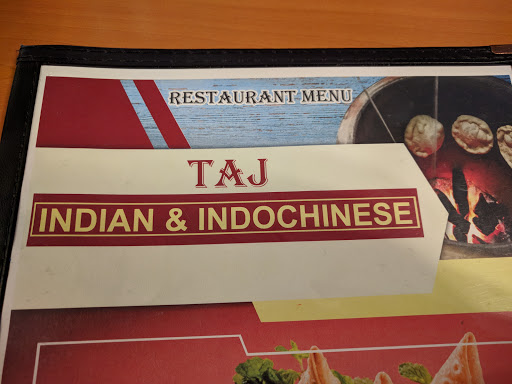 RESTAURANT MENU
TAJ
INDIAN & INDOCHINESE